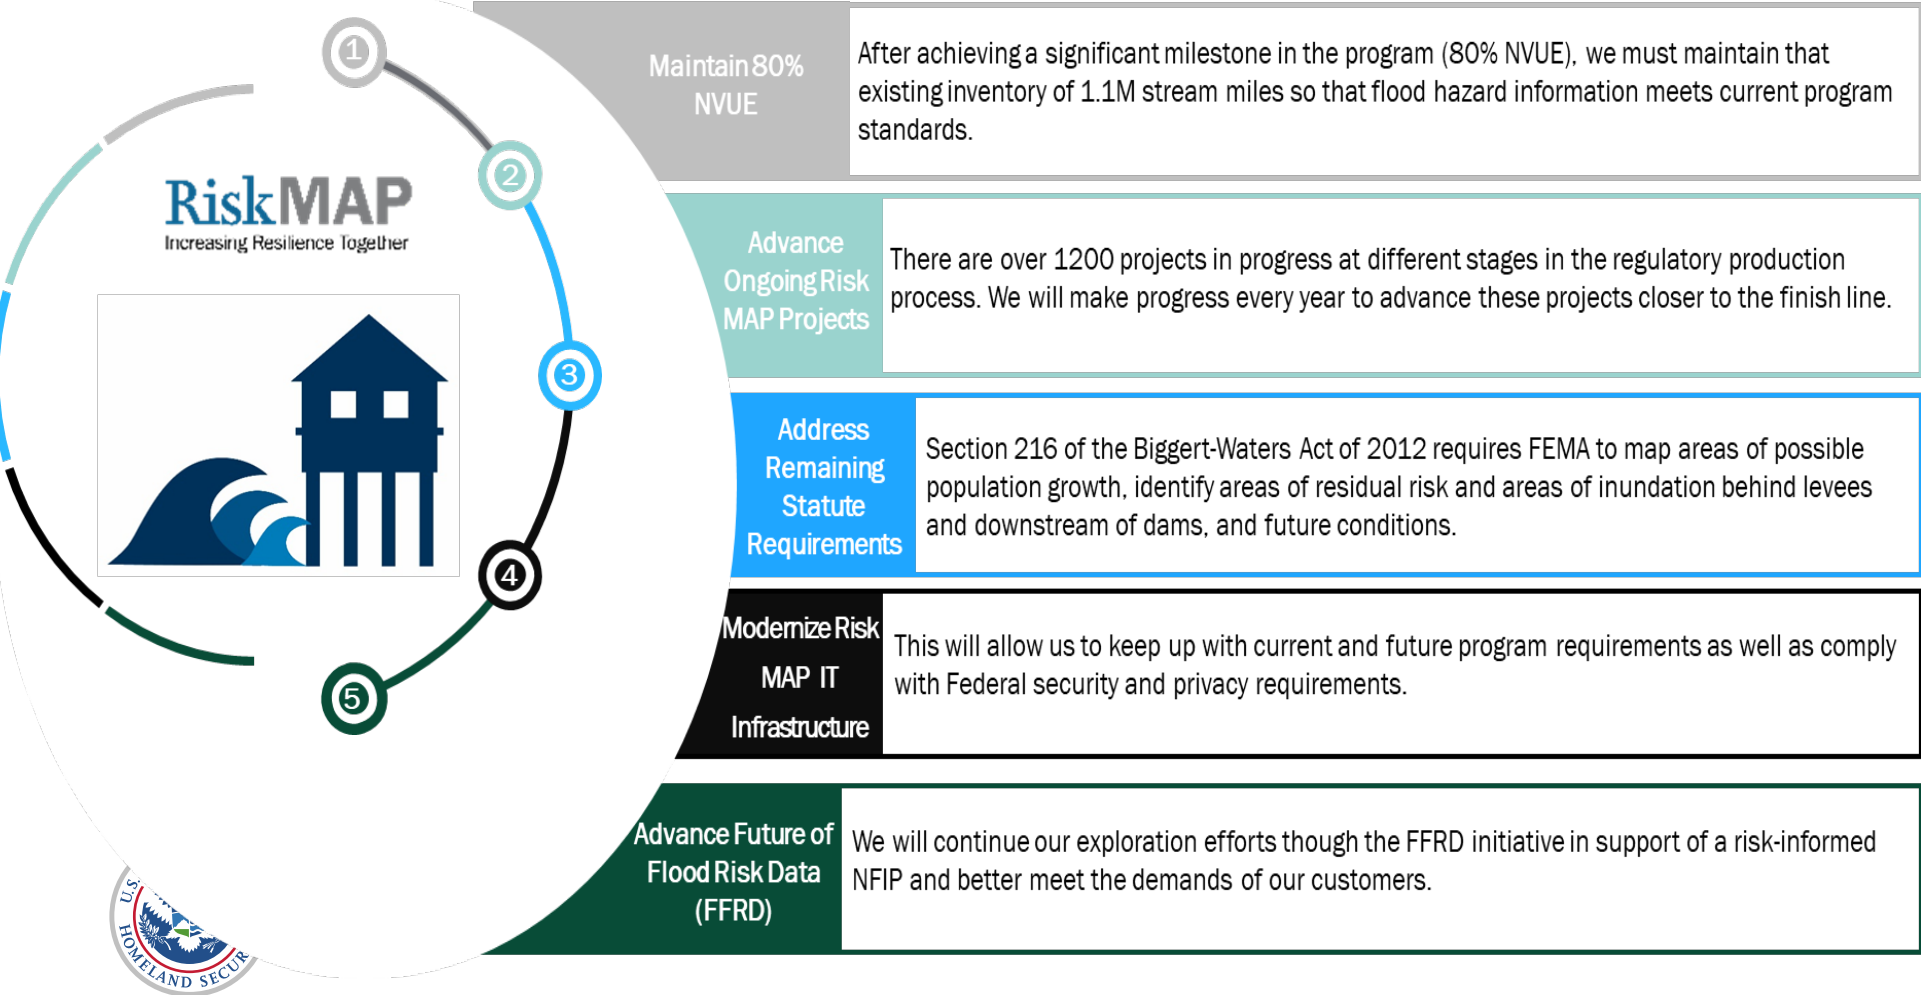 1
2
3
4
5
RiskMAP
Increasing Resilience Together
Maintain 80%
NVUE
After achieving a significant milestone in the program (80% NVUE), we must maintain that
existing inventory of 1.1M stream miles so that flood hazard information meets current program
standards.
Advance
Ongoing Risk
MAP Projects
There are over 1200 projects in progress at different stages in the regulatory production
process. We will make progress every year to advance these projects closer to the finish line.
Address
Remaining
Statute
Requirements
Section 216 of the Biggert-Waters Act of 2012 requires FEMA to map areas of possible
population growth, identify areas of residual risk and areas of inundation behind levees
and downstream of dams, and future conditions.
Modernize Risk
MAP IT
Infrastructure
This will allow us to keep up with current and future program requirements as well as comply
with Federal security and privacy requirements.
Advance Future of
Flood Risk Data
(FFRD)
We will continue our exploration efforts though the FFRD initiative in support of a risk-informed
NFIP and better meet the demands of our customers.
U.S.
HOMELAND SECUR